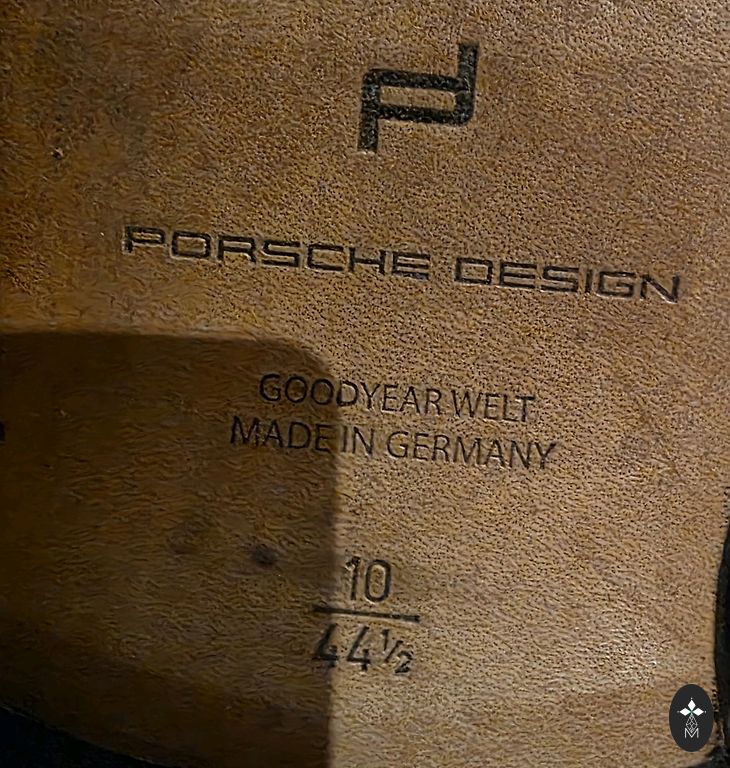 PORSCHE DESIGN
GOODYEAR WELT
MADE IN GERMANY
10
44½
M